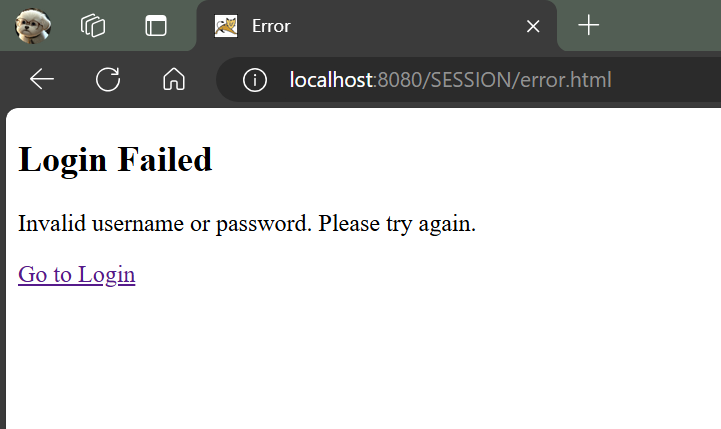 Error
localhost:8080/SESSION/error.html
Login Failed
Invalid username or password. Please try again.
Go to Login